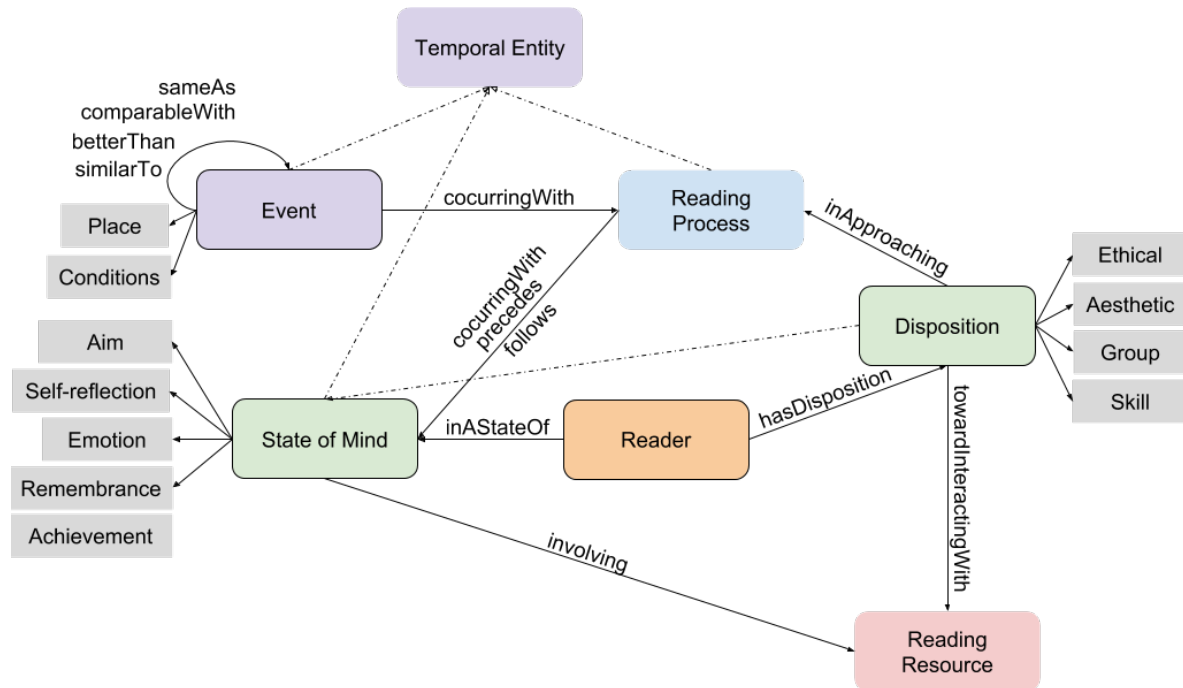 Temporal Entity
sameAs
comparableWith
betterThan
similarTo
Event
cocurringWith
Reading
Process
Place
Conditions
inApproaching
Ethical
Aesthetic
Group
Skill
Disposition
cocurringWith
precedes
follows
Aim
Self-reflection
Emotion
Remembrance
Achievement
State of Mind
inAStateOf
Reader
hasDisposition
towardInteractingWith
involving
Reading
Resource